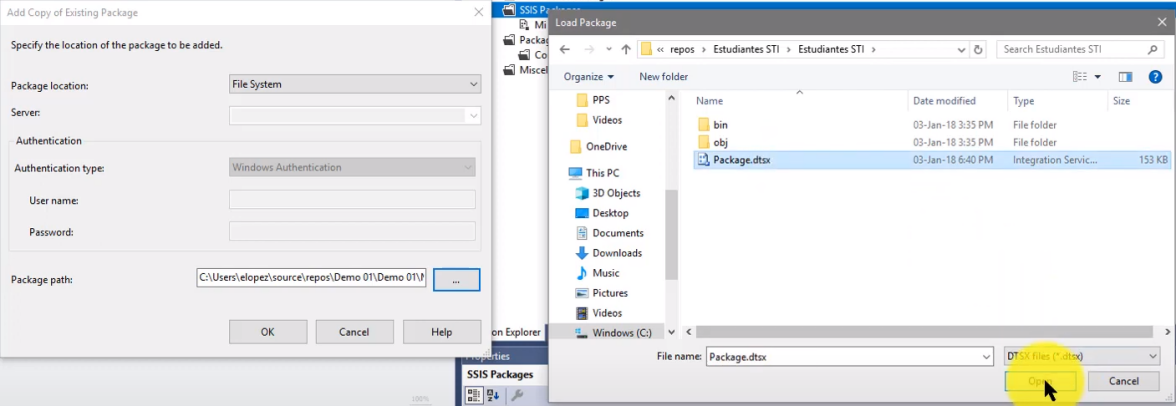 Add Copy of Existing Package
Specify the location of the package to be added.
Package location:
File System
Server:
Authentication
Authentication type:
Windows Authentication
User name:
Password:
Package path:
C:\Users\elopez\source\repos\Demo 01\Demo 01\
...
OK
Cancel
Help
SSIS Packages
Mi
Packag
Co
Miscel
on Explorer
Properties
SSIS Packages
100%
Load Package
« repos > Estudiantes STI > Estudiantes STI >
Search Estudiantes STI
Organize
New folder
PPS
Videos
OneDrive
This PC
3D Objects
Desktop
Documents
Downloads
Music
Pictures
Videos
Windows (C:)
Name Date modified Type Size
bin 03-Jan-18 3:35 PM File folder
obj 03-Jan-18 3:35 PM File folder
Package.dtsx 03-Jan-18 6:40 PM Integration Servic... 153 KB
File name:
Package.dtsx
DTSX files (*.dtsx)
Open
Cancel